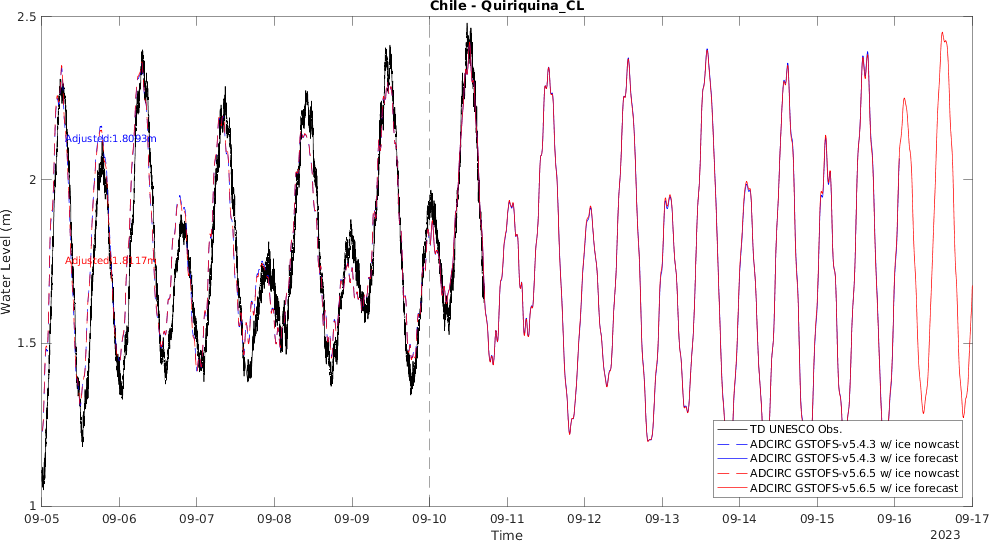 Chile - Quiriquina_CL
2.5
2
1.5
1
Water Level (m)
Adjusted:1.8093m
Adjusted:1.8117m
TD UNESCO Obs.
ADCIRC GSTOFS-v5.4.3 w/ ice nowcast
ADCIRC GSTOFS-v5.4.3 w/ ice forecast
ADCIRC GSTOFS-v5.6.5 w/ ice nowcast
ADCIRC GSTOFS-v5.6.5 w/ ice forecast
09-05 09-06 09-07 09-08 09-09 09-10 09-11 09-12 09-13 09-14 09-15 09-16 09-17
Time
2023